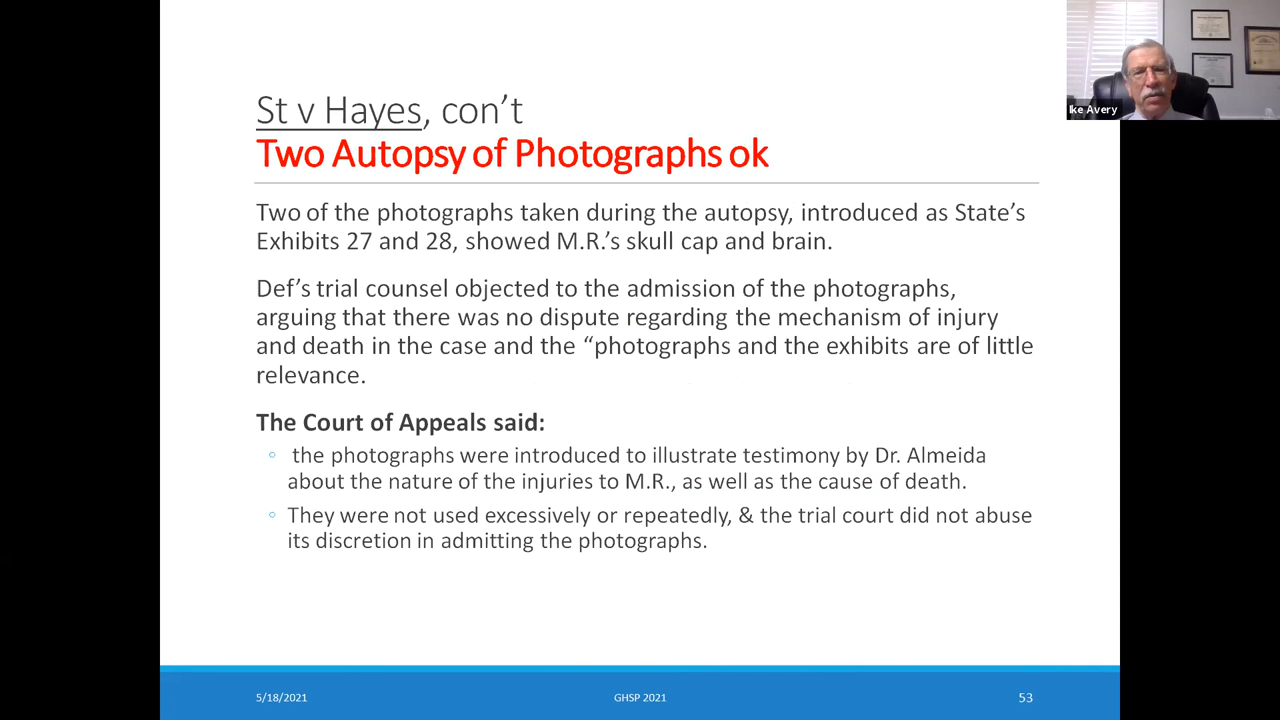 St v Hayes, con’t
Two Autopsy of Photographs ok
Two of the photographs taken during the autopsy, introduced as State’s
Exhibits 27 and 28, showed M.R.’s skull cap and brain.
Def’s trial counsel objected to the admission of the photographs,
arguing that there was no dispute regarding the mechanism of injury
and death in the case and the “photographs and the exhibits are of little
relevance.
The Court of Appeals said:
the photographs were introduced to illustrate testimony by Dr. Almeida
about the nature of the injuries to M.R., as well as the cause of death.
They were not used excessively or repeatedly, & the trial court did not abuse
its discretion in admitting the photographs.
5/18/2021
GHSP 2021
53
Ike Avery